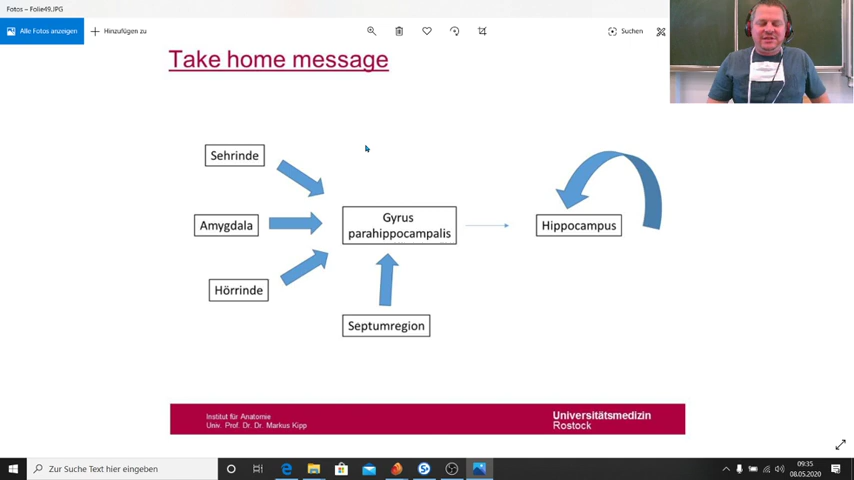 Fotos – Folie49.JPG
Alle Fotos anzeigen
Hinzufügen zu
Suchen
Take home message
Sehrinde
Amygdala
Gyrus
parahippocampalis
Hippocampus
Hörrinde
Septumregion
Institut für Anatomie
Univ. Prof. Dr. Dr. Markus Kipp
Universitätsmedizin
Rostock
Zur Suche Text hier eingeben
09:35
08.05.2020